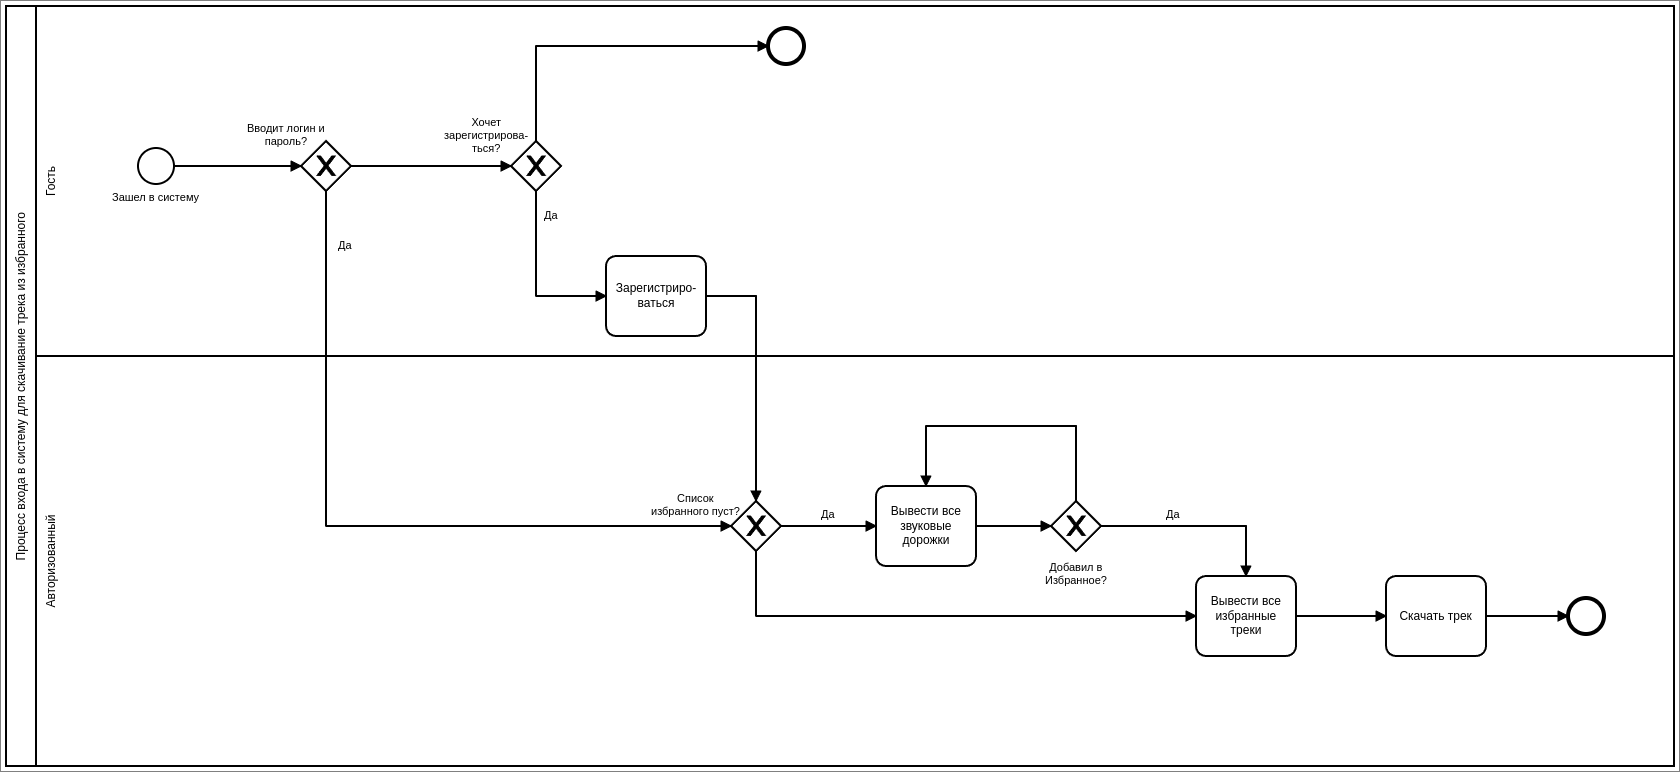 Процесс входа в систему для скачивание трека из избранного
Гость
Зашел в систему
Вводит логин и
пароль?
Да
Хочет
зарегистрирова-
ться?
Да
Зарегистриро-
ваться
Авторизованный
Список
избранного пуст?
Да
Вывести все
звуковые
дорожки
Добавил в
Избранное?
Да
Вывести все
избранные
треки
Скачать трек